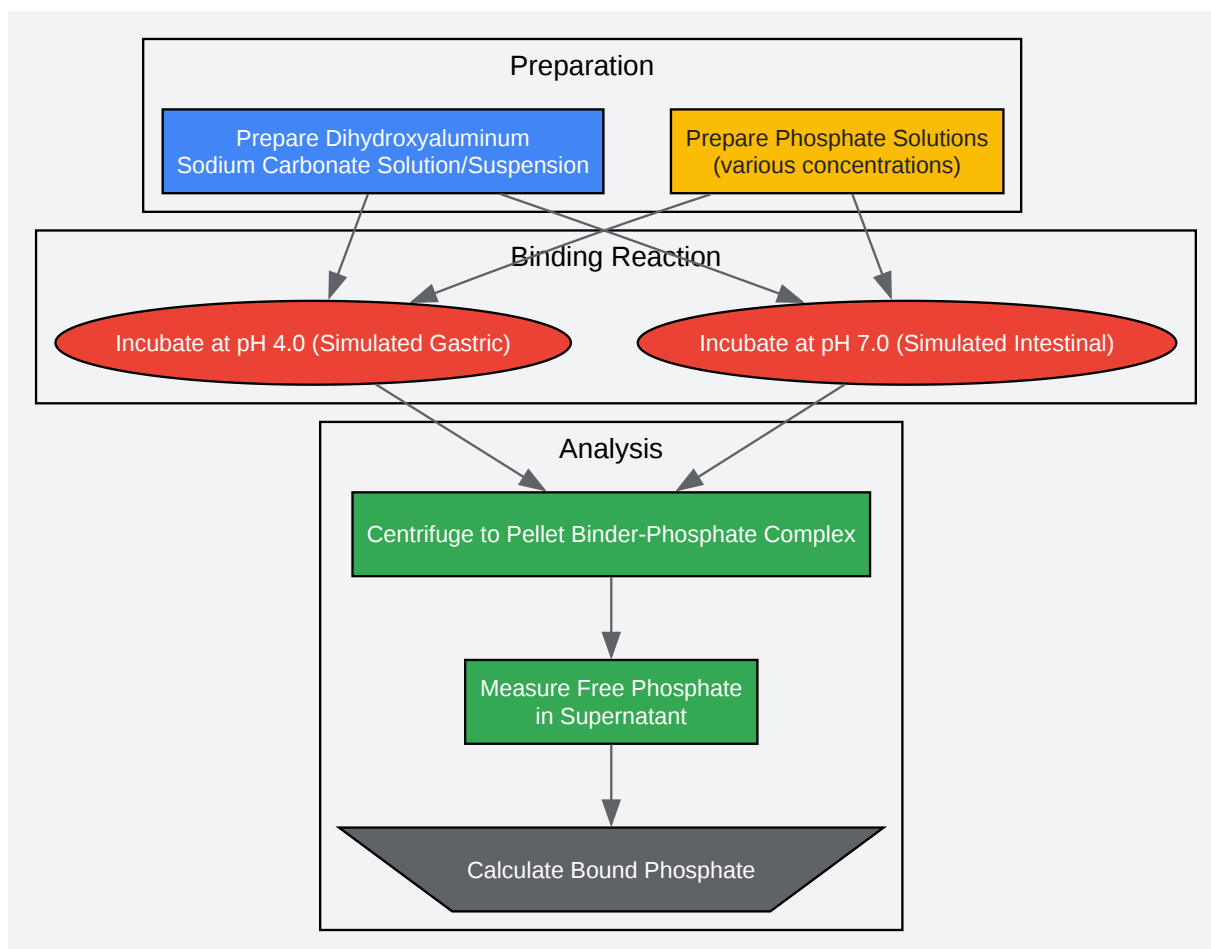 Preparation
Prepare Dihydroxyaluminum
Sodium Carbonate Solution/Suspension
Prepare Phosphate Solutions
(various concentrations)
Binding Reaction
Incubate at pH 4.0 (Simulated Gastric)
Incubate at pH 7.0 (Simulated Intestinal)
Analysis
Centrifuge to Pellet Binder-Phosphate Complex
Measure Free Phosphate
in Supernatant
Calculate Bound Phosphate